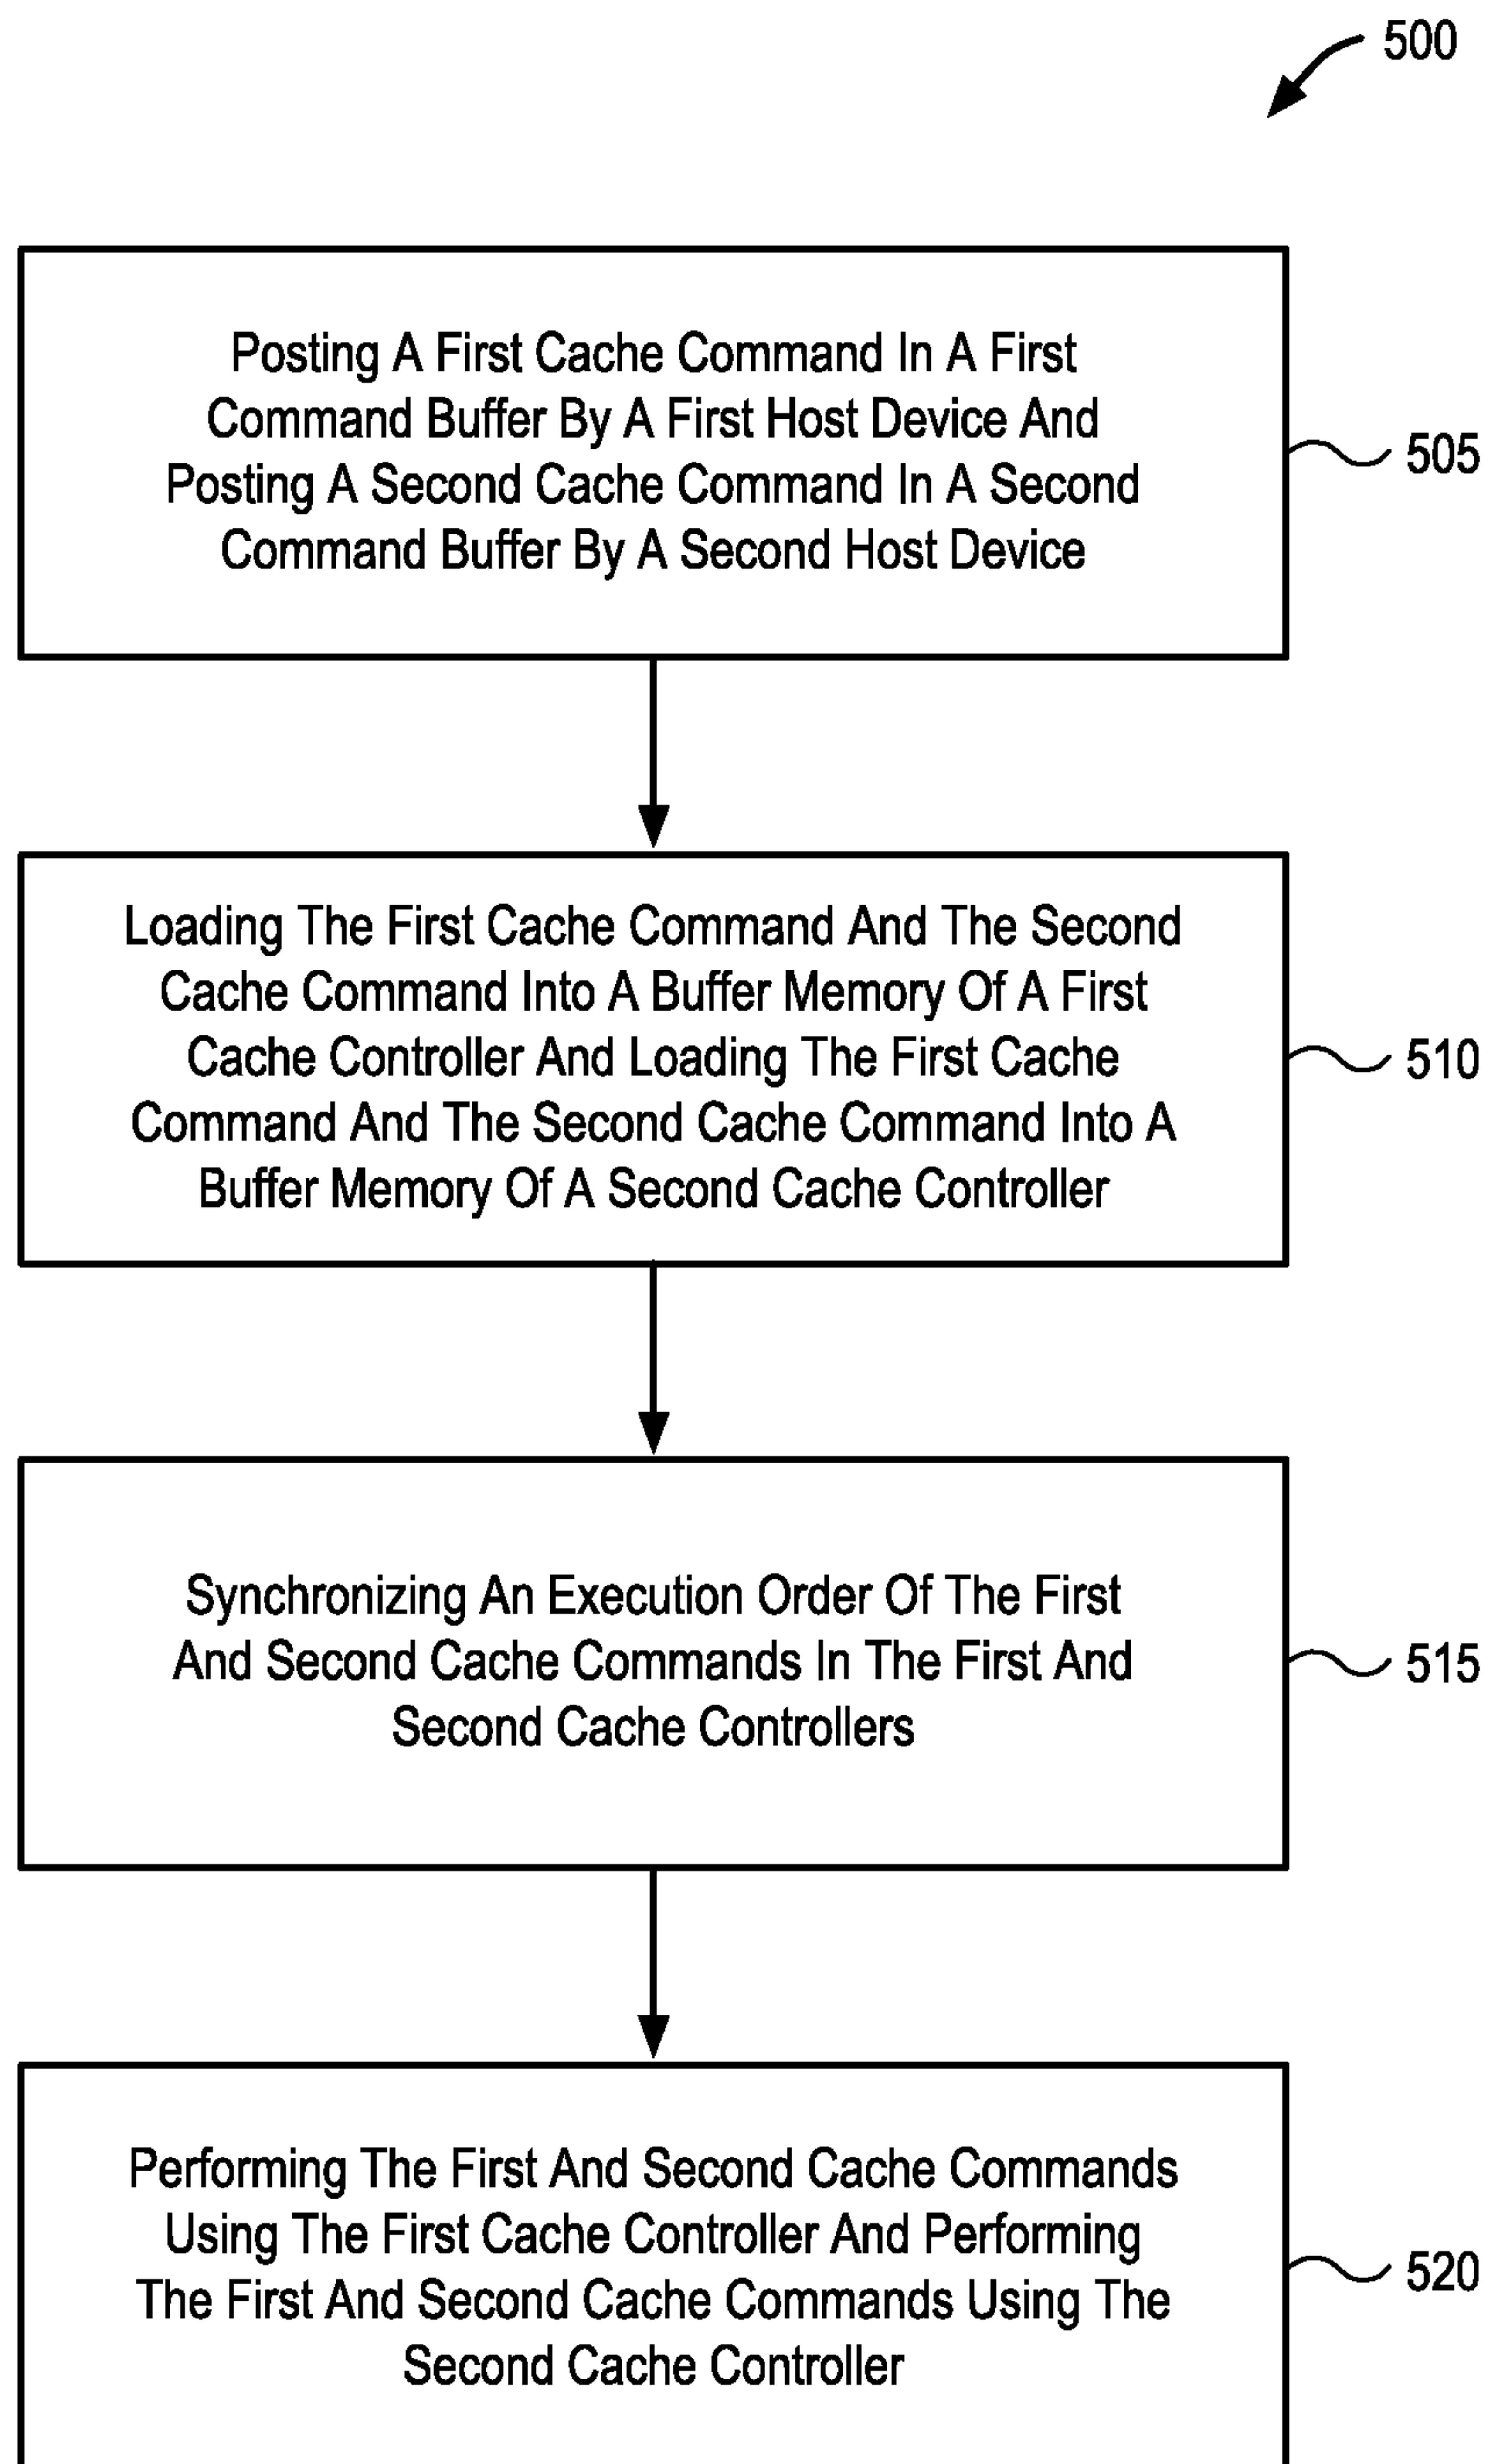 500
Posting A First Cache Command In A First
Command Buffer By A First Host Device And
Posting A Second Cache Command In A Second
Command Buffer By A Second Host Device
505
Loading The First Cache Command And The Second
Cache Command Into A Buffer Memory Of A First
Cache Controller And Loading The First Cache
Command And The Second Cache Command Into A
Buffer Memory Of A Second Cache Controller
510
Synchronizing An Execution Order Of The First
And Second Cache Commands In The First And
Second Cache Controllers
515
Performing The First And Second Cache Commands
Using The First Cache Controller And Performing
The First And Second Cache Commands Using The
Second Cache Controller
520